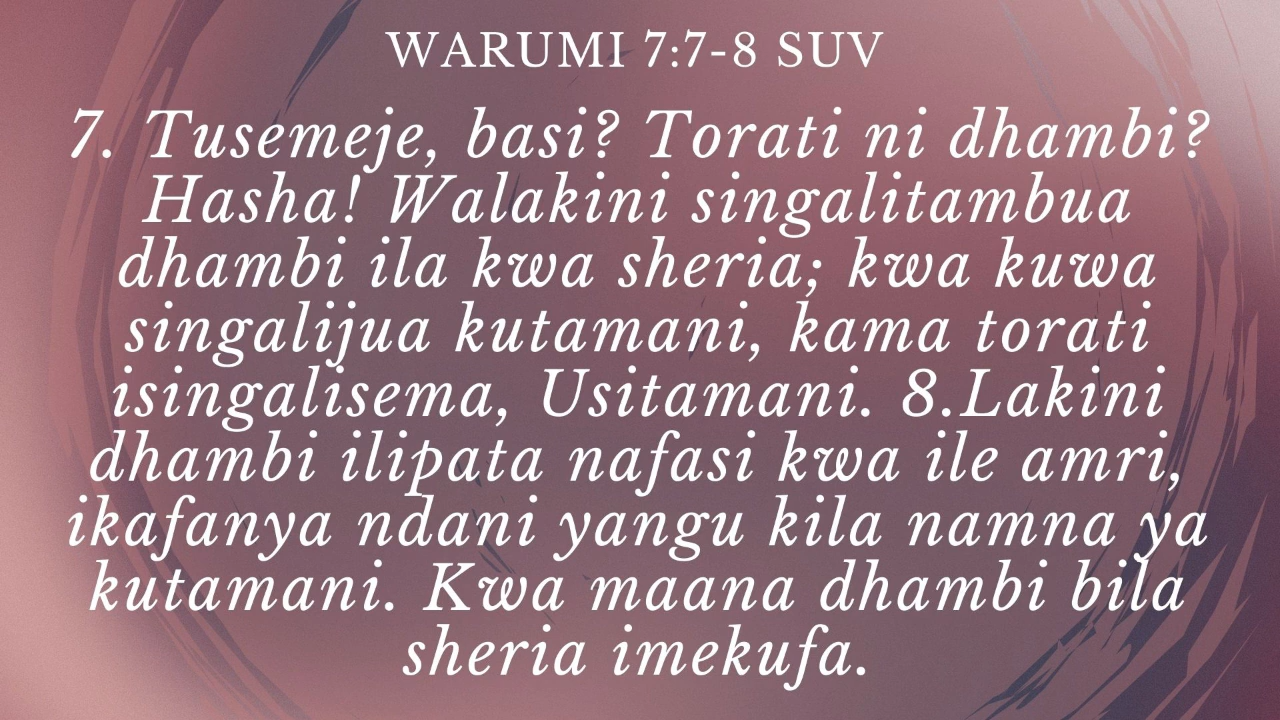 WARUMI 7:7-8 SUV
7. Tusemeje, basi? Torati ni dhambi?
Hasha! Walakini singalitambua
dhambi ila kwa sheria; kwa kuwa
singalijua kutamani, kama torati
isingalisema, Usitamani. 8.Lakini
dhambi ilipata nafasi kwa ile amri,
ikafanya ndani yangu kila namna ya
kutamani. Kwa maana dhambi bila
sheria imekufa.